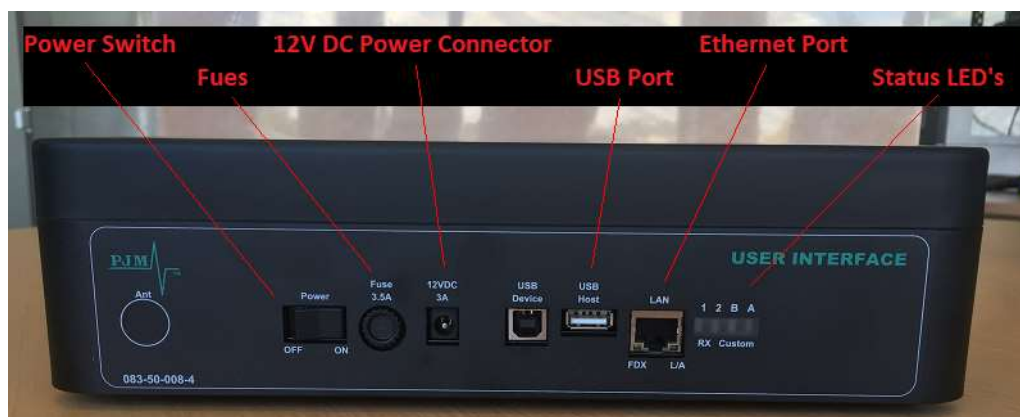 Power Switch
12V DC Power Connector
Ethernet Port
Fues
USB Port
Status LED's
PJM
USER INTERFACE
Ant
Power
OFF ON
Fuse
3.5A
12VDC
3A
USB
Device
USB
Host
LAN
FDX L/A
1 2 B A
RX Custom
083-50-008-4